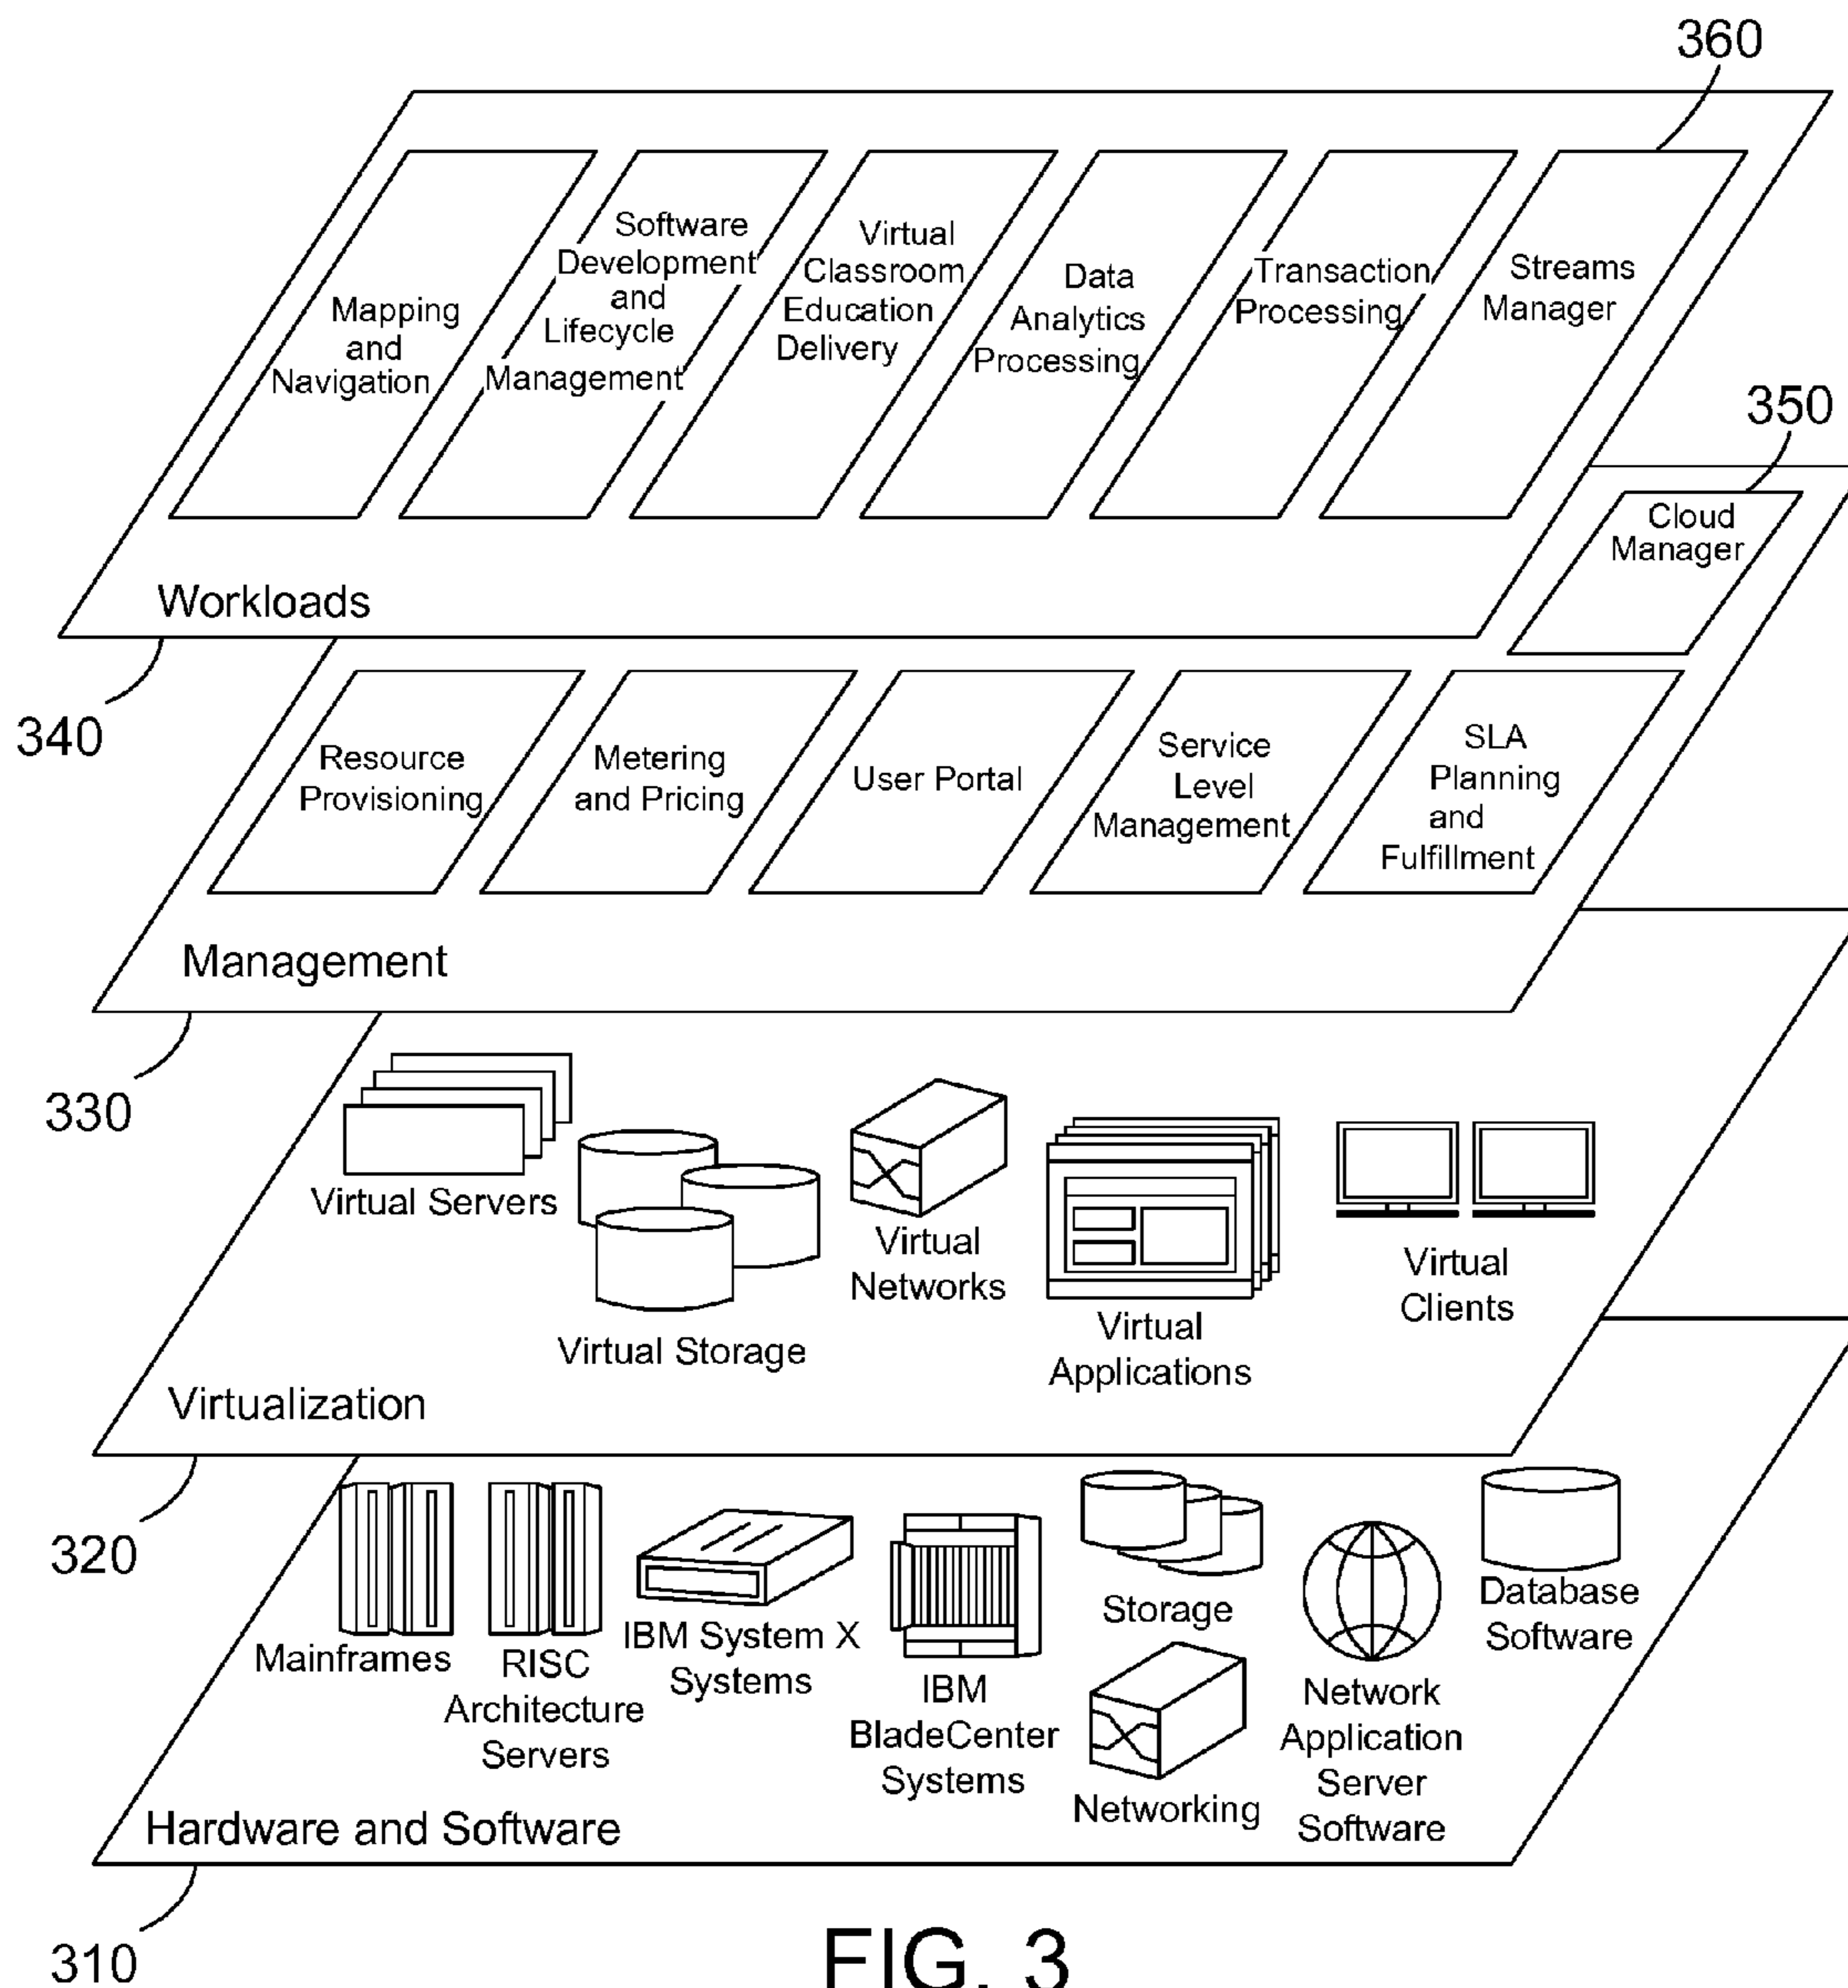 360
Mapping
and
Navigation
Software
Development
and
Lifecycle
Management
Virtual
Classroom
Education
Delivery
Data
Analytics
Processing
Transaction
Processing
Streams
Manager
Workloads
340
350
Cloud
Manager
Resource
Provisioning
Metering
and Pricing
User Portal
Service
Level
Management
SLA
Planning
and
Fulfillment
Management
330
Virtual Servers
Virtual Storage
Virtual
Networks
Virtual
Applications
Virtual
Clients
Virtualization
320
Mainframes
RISC
Architecture
Servers
IBM System X
Systems
IBM
BladeCenter
Systems
Storage
Networking
Network
Application
Server
Software
Database
Software
Hardware and Software
310
FIG. 3